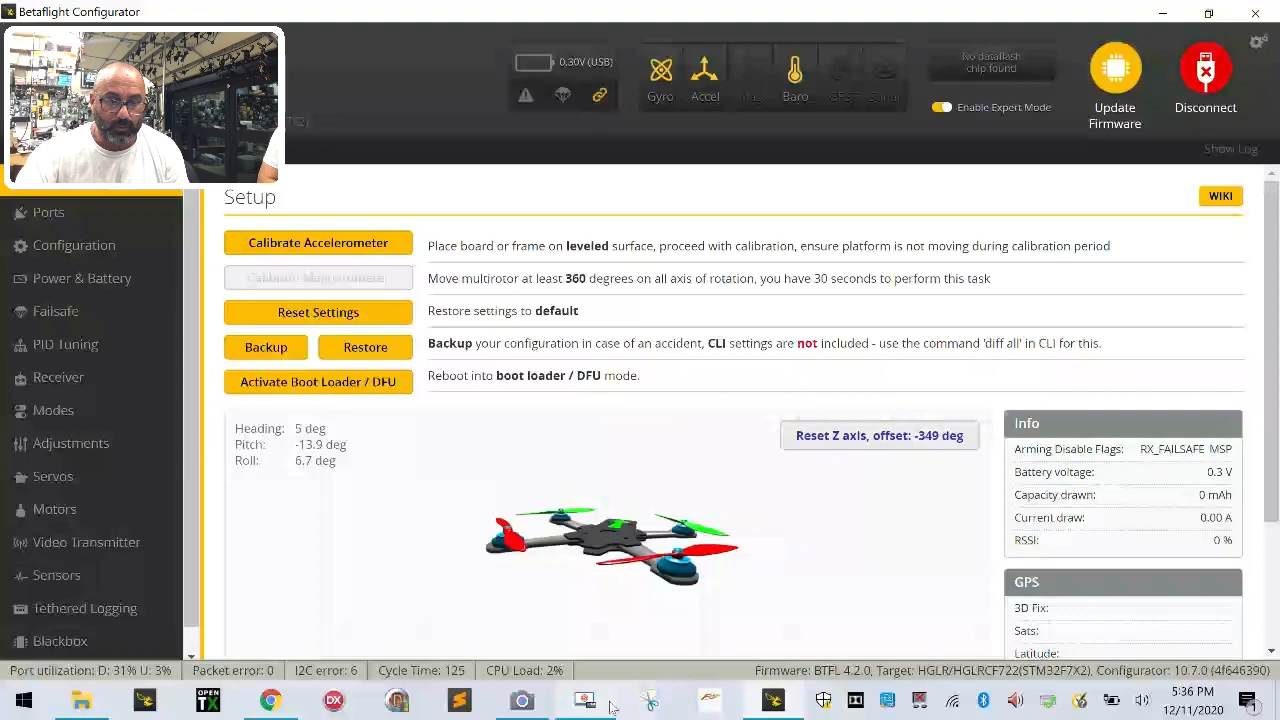 Betaflight Configurator
0.30V (USB)
Gyro
Accel
Mag
Baro
GPS
Sonar
No dataflash
chip found
Enable Expert Mode
Update
Firmware
Disconnect
Show Log
Ports
Configuration
Power & Battery
Failsafe
PID Tuning
Receiver
Modes
Adjustments
Servos
Motors
Video Transmitter
Sensors
Tethered Logging
Blackbox
Setup
WIKI
Calibrate Accelerometer
Place board or frame on leveled surface, proceed with calibration, ensure platform is not moving during calibration period
Calibrate Magnetometer
Move multirotor at least 360 degrees on all axis of rotation, you have 30 seconds to perform this task
Reset Settings
Restore settings to default
Backup
Restore
Backup your configuration in case of an accident, CLI settings are not included - use the command 'diff all' in CLI for this.
Activate Boot Loader / DFU
Reboot into boot loader / DFU mode.
Heading: 5 deg
Pitch: -13.9 deg
Roll: 6.7 deg
Reset Z axis, offset: -349 deg
Info
Arming Disable Flags: RX_FAILSAFE MSP
Battery voltage: 0.3 V
Capacity drawn: 0 mAh
Current draw: 0.00 A
RSSI: 0 %
GPS
3D Fix:
Sats:
Latitude:
Port utilization: D: 31% U: 3%
Packet error: 0
I2C error: 6
Cycle Time: 125
CPU Load: 2%
Firmware: BTFL 4.2.0, Target: HGLR/HGLRCF722(STM32F7X2), Configurator: 10.7.0 (4f646390)
OPEN
TX
DX
5:36 PM
12/11/2020